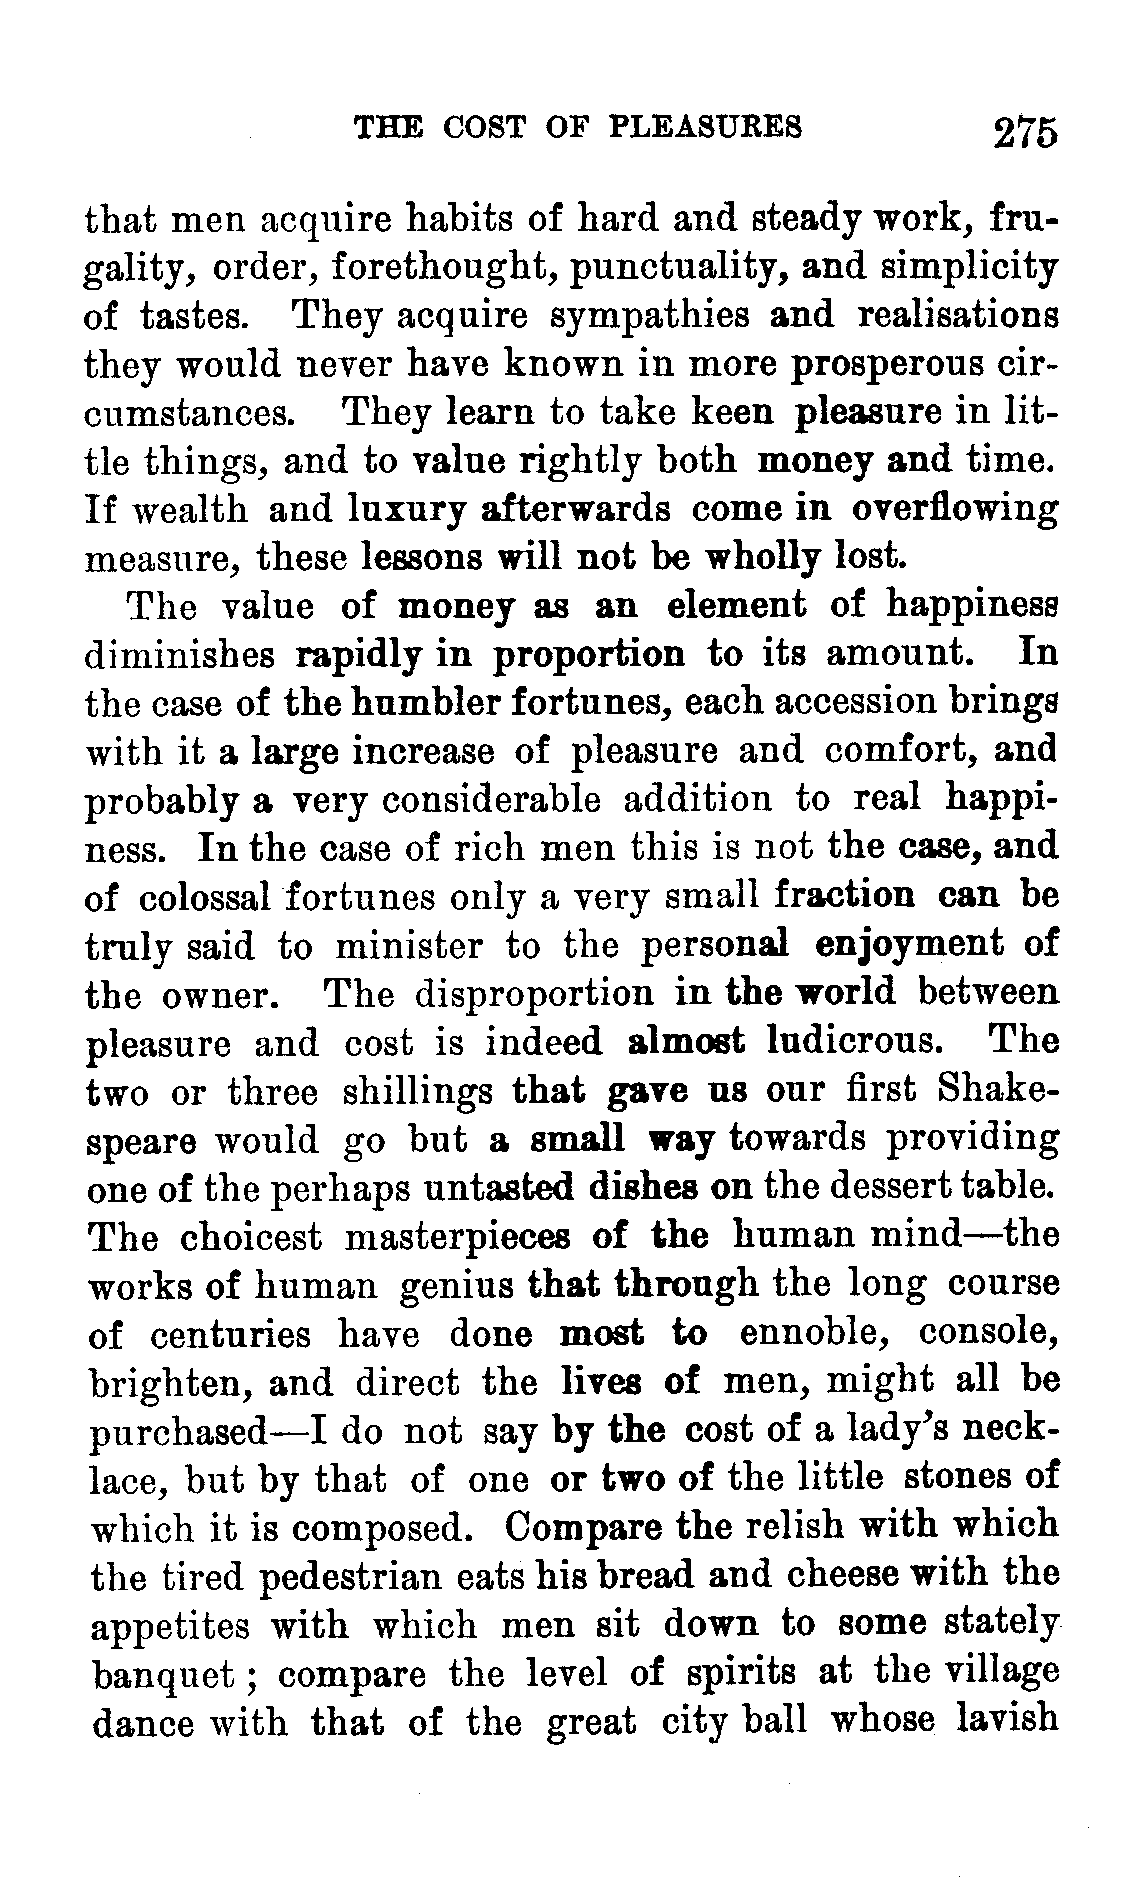 THE COST OF PLEASURES 275
that men acquire habits of hard and steady work, fru-
gality, order, forethought, punctuality, and simplicity
of tastes. They acquire sympathies and realisations
they would never have known in more prosperous cir-
cumstances. They learn to take keen pleasure in lit-
tle things, and to value rightly both money and time.
If wealth and luxury afterwards come in overflowing
measure, these lessons will not be wholly lost.
The value of money as an element of happiness
diminishes rapidly in proportion to its amount. In
the case of the humbler fortunes, each accession brings
with it a large increase of pleasure and comfort, and
probably a very considerable addition to real happi-
ness. In the case of rich men this is not the case, and
of colossal fortunes only a very small fraction can be
truly said to minister to the personal enjoyment of
the owner. The disproportion in the world between
pleasure and cost is indeed almost ludicrous. The
two or three shillings that gave us our first Shake-
speare would go but a small way towards providing
one of the perhaps untasted dishes on the dessert table.
The choicest masterpieces of the human mind—the
works of human genius that through the long course
of centuries have done most to ennoble, console,
brighten, and direct the lives of men, might all be
purchased—I do not say by the cost of a lady's neck-
lace, but by that of one or two of the little stones of
which it is composed. Compare the relish with which
the tired pedestrian eats his bread and cheese with the
appetites with which men sit down to some stately
banquet ; compare the level of spirits at the village
dance with that of the great city ball whose lavish